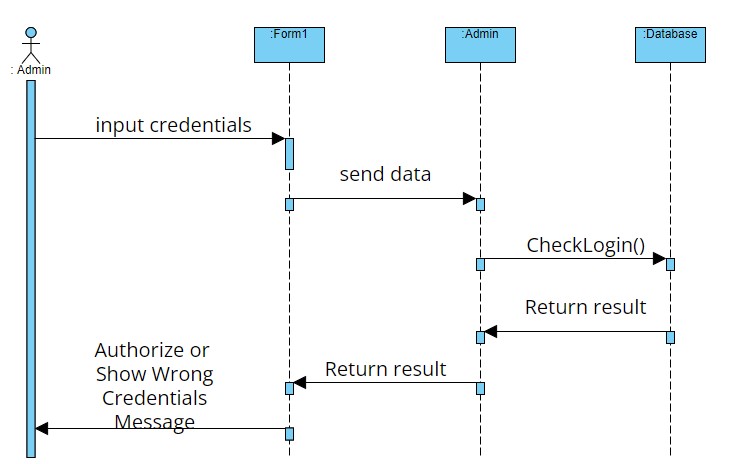 :Form1
:Admin
:Database
: Admin
input credentials
send data
CheckLogin()
Return result
Return result
Authorize or
Show Wrong
Credentials
Message